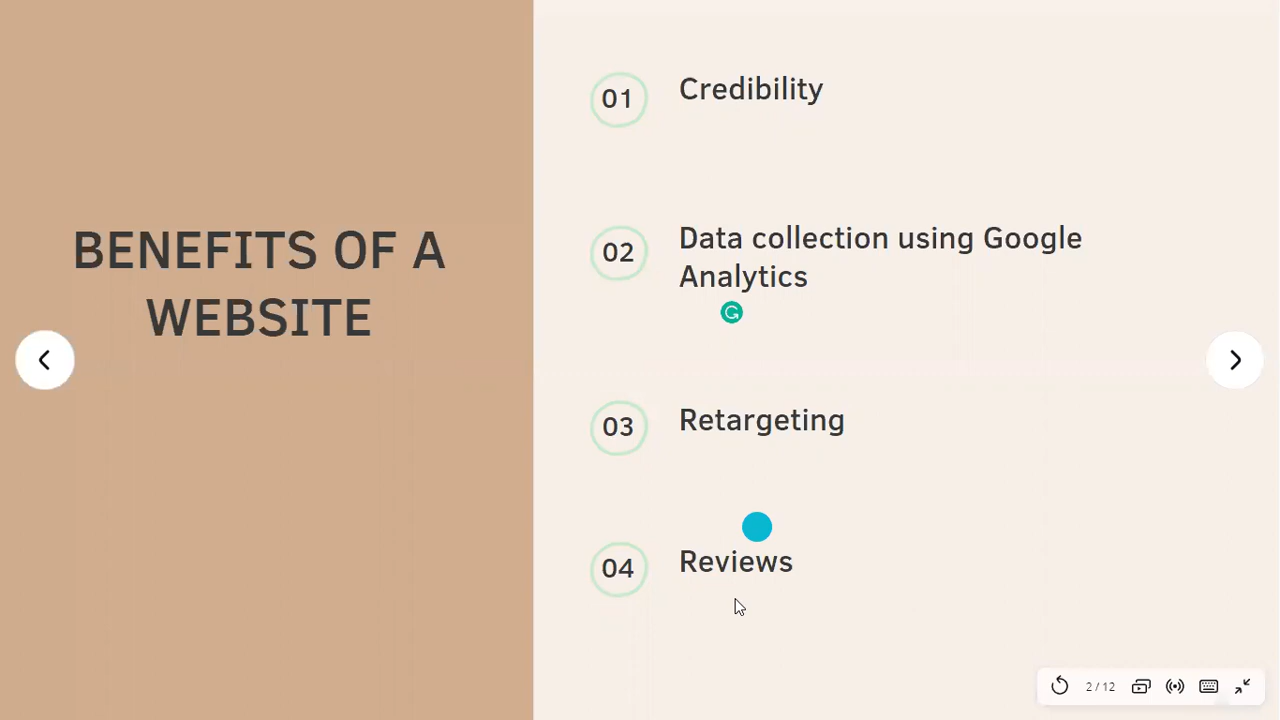 BENEFITS OF A
WEBSITE
01
Credibility
02
Data collection using Google
Analytics
03
Retargeting
04
Reviews
2 / 12